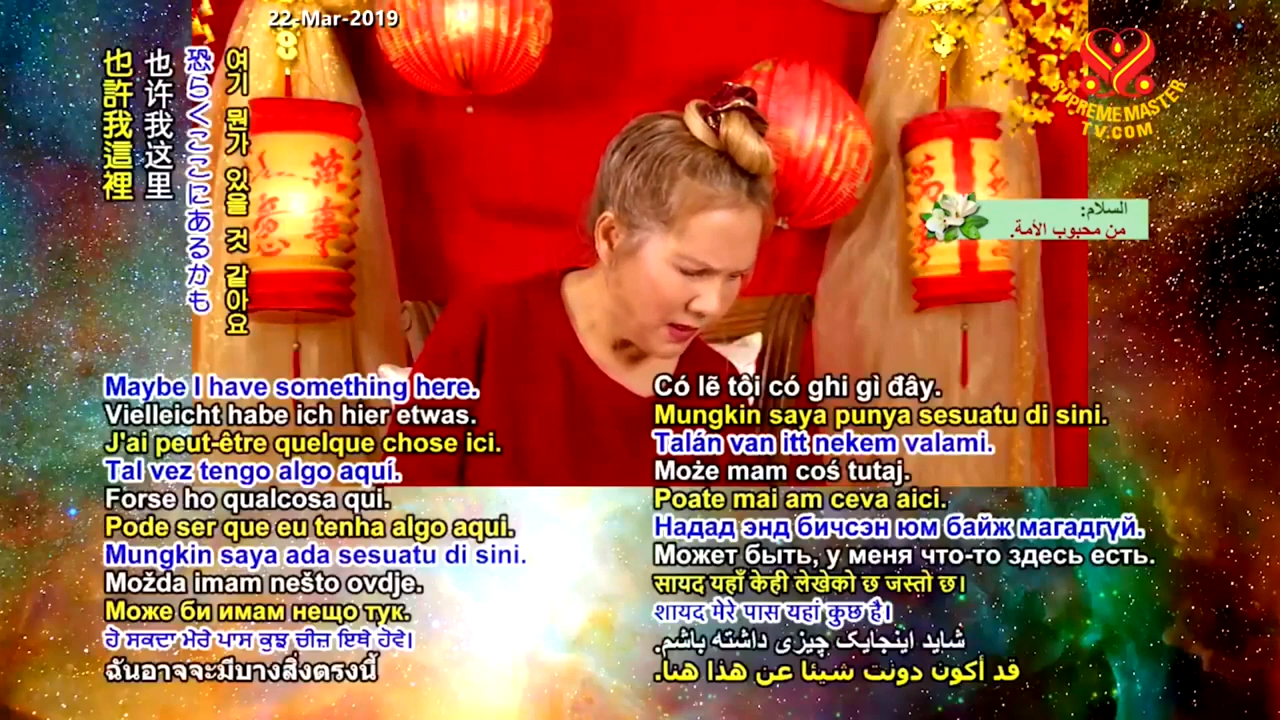 22-Mar-2019
SUPREME MASTER
TV.COM
여기 뭔가 있을 것 같아요
恐らくここにあるかも
也许我这里
也許我這裡
萬事
السلام:
من محبوب الأمة.
Maybe I have something here.
Vielleicht habe ich hier etwas.
J'ai peut-être quelque chose ici.
Tal vez tengo algo aquí.
Forse ho qualcosa qui.
Pode ser que eu tenha algo aqui.
Mungkin saya ada sesuatu di sini.
Možda imam nešto ovdje.
Може би имам нещо тук.
ਹੋ ਸਕਦਾ ਮੇਰੇ ਪਾਸ ਕੁਝ ਚੀਜ਼ ਇਥੇ ਹੋਵੇ।
ฉันอาจจะมีบางสิ่งตรงนี้
Có lẽ tôi có ghi gì đây.
Mungkin saya punya sesuatu di sini.
Talán van itt nekem valami.
Może mam coś tutaj.
Poate mai am ceva aici.
Надад энд бичсэн юм байж магадгүй.
Может быть, у меня что-то здесь есть.
सायद यहाँ केही लेखेको छ जस्तो छ।
शायद मेरे पास यहां कुछ है।
شاید اینجایک چیزی داشته باشم.
قد أكون دونت شيئا عن هذا هنا.